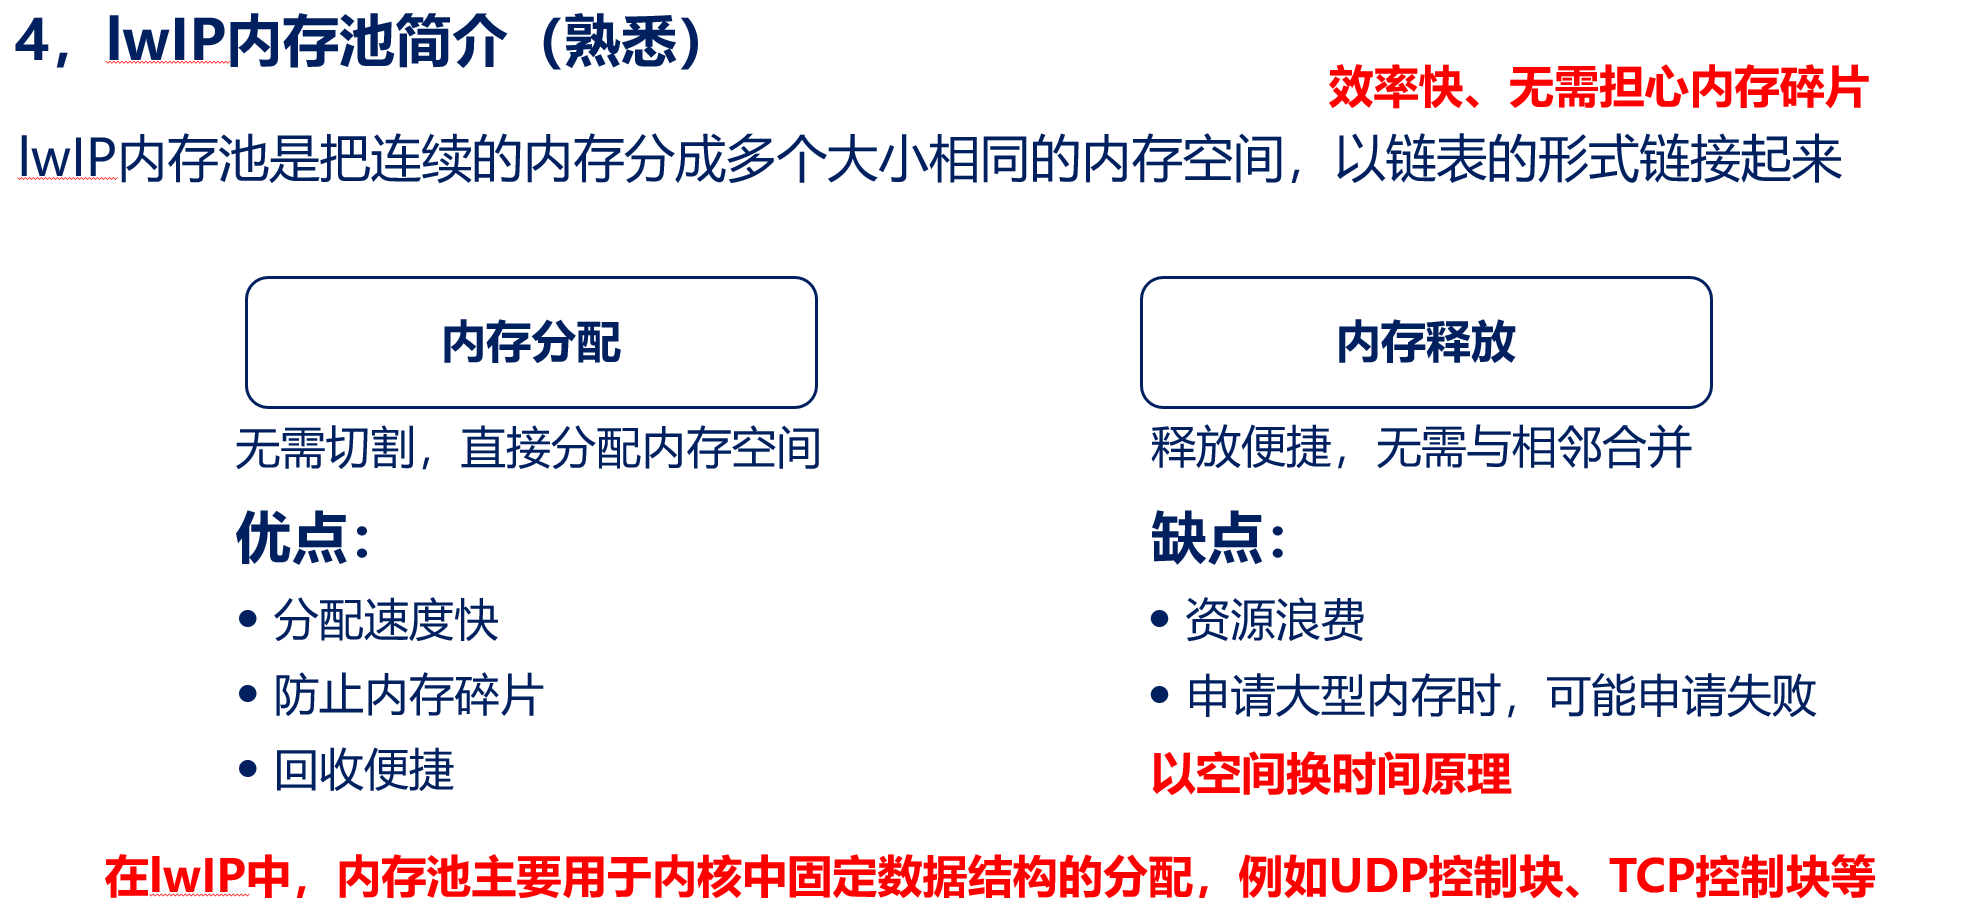 4，lwIP内存池简介（熟悉）
效率快、无需担心内存碎片
lwIP内存池是把连续的内存分成多个大小相同的内存空间，以链表的形式链接起来
内存分配
无需切割，直接分配内存空间
优点：
• 分配速度快
• 防止内存碎片
• 回收便捷
内存释放
释放便捷，无需与相邻合并
缺点：
• 资源浪费
• 申请大型内存时，可能申请失败
以空间换时间原理
在lwIP中，内存池主要用于内核中固定数据结构的分配，例如UDP控制块、TCP控制块等